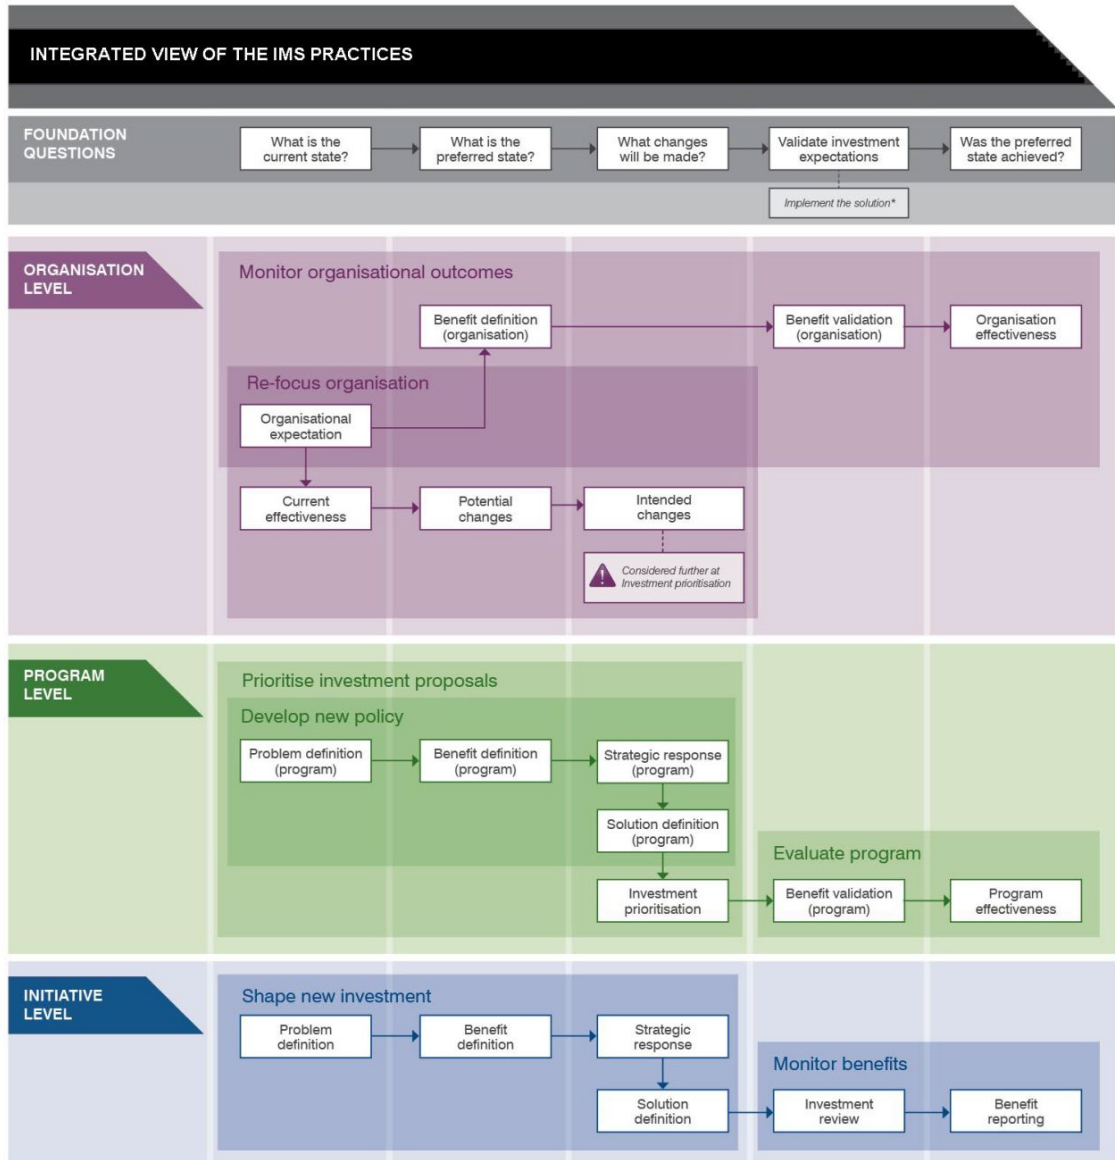 INTEGRATED VIEW OF THE IMS PRACTICES
FOUNDATION
QUESTIONS
What is the
current state?
What is the
preferred state?
What changes
will be made?
Validate investment
expectations
Was the preferred
state achieved?
Implement the solution*
ORGANISATION
LEVEL
Monitor organisational outcomes
Benefit definition
(organisation)
Benefit validation
(organisation)
Organisation
effectiveness
Re-focus organisation
Organisational
expectation
Current
effectiveness
Potential
changes
Intended
changes
Considered further at
Investment prioritisation
PROGRAM
LEVEL
Prioritise investment proposals
Develop new policy
Problem definition
(program)
Benefit definition
(program)
Strategic response
(program)
Solution definition
(program)
Evaluate program
Investment
prioritisation
Benefit validation
(program)
Program
effectiveness
INITIATIVE
LEVEL
Shape new investment
Problem
definition
Benefit
definition
Strategic
response
Monitor benefits
Solution
definition
Investment
review
Benefit
reporting